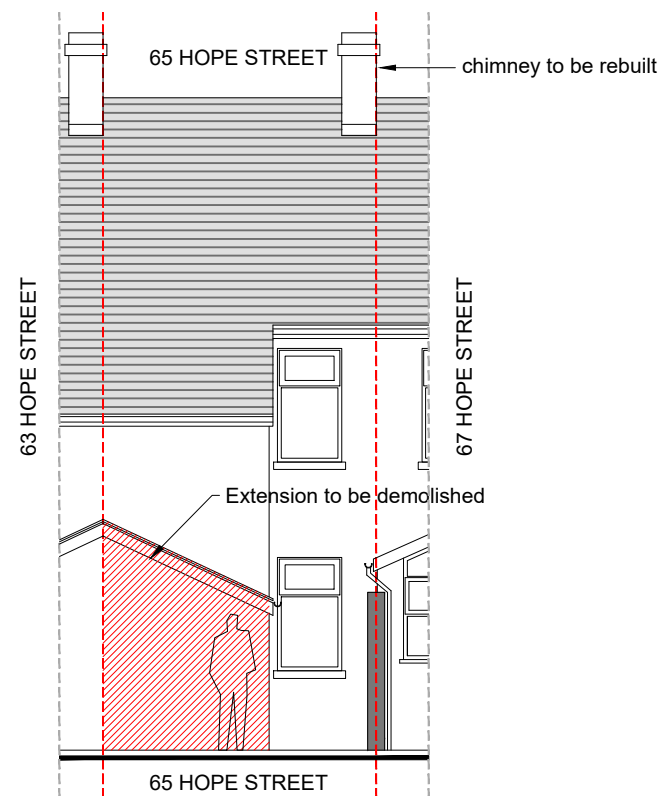 65 HOPE STREET
chimney to be rebuilt
63 HOPE STREET
67 HOPE STREET
Extension to be demolished
65 HOPE STREET